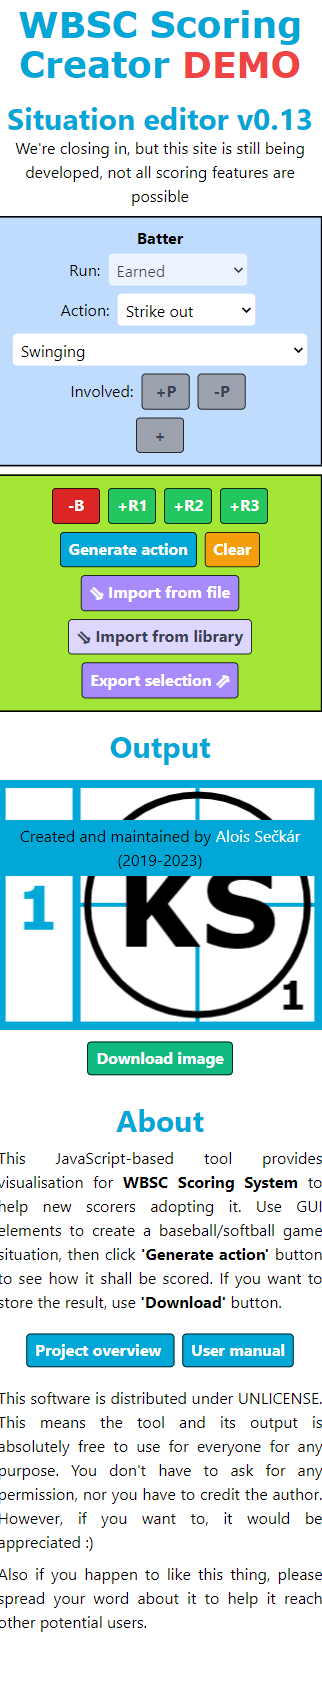 WBSC Scoring
Creator DEMO
Situation editor v0.13
We're closing in, but this site is still being
developed, not all scoring features are
possible
Batter
Run: Earned
Action: Strike out
Swinging
Involved: +P -P
+
-B +R1 +R2 +R3
Generate action Clear
⇘ Import from file
⇘ Import from library
Export selection ⇗
Output
Created and maintained by Alois Sečkár
(2019-2023)
1 KS
1
Download image
About
This JavaScript-based tool provides
visualisation for WBSC Scoring System to
help new scorers adopting it. Use GUI
elements to create a baseball/softball game
situation, then click 'Generate action' button
to see how it shall be scored. If you want to
store the result, use 'Download' button.
Project overview User manual
This software is distributed under UNLICENSE.
This means the tool and its output is
absolutely free to use for everyone for any
purpose. You don't have to ask for any
permission, nor you have to credit the author.
However, if you want to, it would be
appreciated :)
Also if you happen to like this thing, please
spread your word about it to help it reach
other potential users.